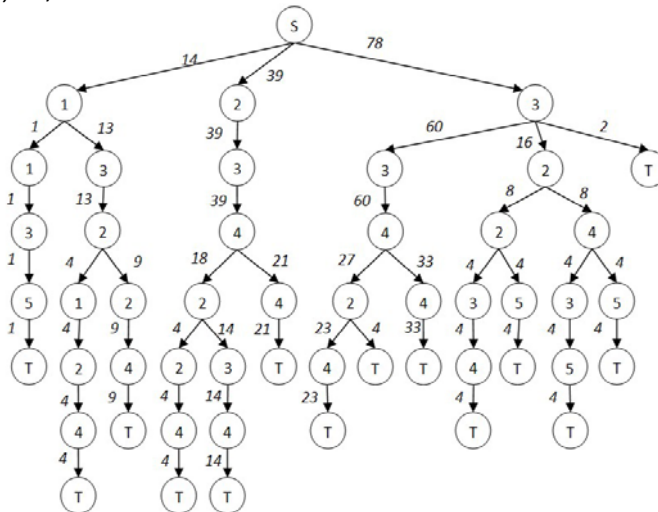 S
14 39 78
1 2 3
1 13 39 60 16 2
1 3 3 3 2 T
1 13 39 60 8 8
3 2 4 4 2 4
1 4 9 18 21 27 33 4 4 4 4
5 1 2 2 4 2 4 3 5 3 5
1 4 9 4 14 21 23 4 33 4 4 4 4
T 2 4 2 3 T 4 T T 4 T 5 T
4 9 4 14 23 4 4
4 T 4 4 T T T
4 4 14
T T T